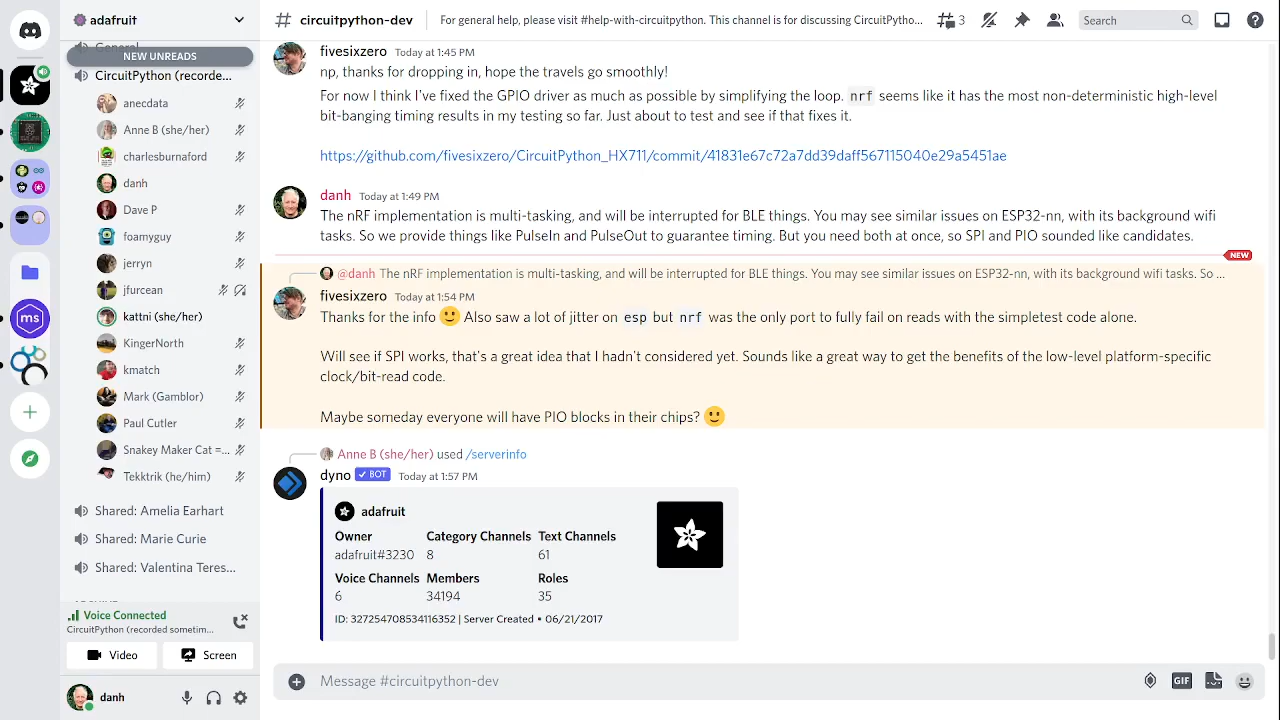 adafruit
General
NEW UNREADS
CircuitPython (recorde...
anecdata
Anne B (she/her)
charlesburnaford
danh
Dave P
foamyguy
jerryn
jfurcean
kattni (she/her)
KingerNorth
kmatch
Mark (Gamblor)
Paul Cutler
Snakey Maker Cat =...
Tekktrik (he/him)
Shared: Amelia Earhart
Shared: Marie Curie
Shared: Valentina Teres...
Voice Connected
CircuitPython (recorded sometim...
Video
Screen
danh
ms
# circuitpython-dev
For general help, please visit #help-with-circuitpython. This channel is for discussing CircuitPytho...
3
Search
fivesixzero Today at 1:45 PM
np, thanks for dropping in, hope the travels go smoothly!
For now I think I've fixed the GPIO driver as much as possible by simplifying the loop. nrf seems like it has the most non-deterministic high-level
bit-banging timing results in my testing so far. Just about to test and see if that fixes it.
https://github.com/fivesixzero/CircuitPython_HX711/commit/41831e67c72a7dd39daff567115040e29a5451ae
danh Today at 1:49 PM
The nRF implementation is multi-tasking, and will be interrupted for BLE things. You may see similar issues on ESP32-nn, with its background wifi
tasks. So we provide things like PulseIn and PulseOut to guarantee timing. But you need both at once, so SPI and PIO sounded like candidates.
NEW
@danh The nRF implementation is multi-tasking, and will be interrupted for BLE things. You may see similar issues on ESP32-nn, with its background wifi tasks. So ...
fivesixzero Today at 1:54 PM
Thanks for the info 🙂 Also saw a lot of jitter on esp but nrf was the only port to fully fail on reads with the simpletest code alone.
Will see if SPI works, that's a great idea that I hadn't considered yet. Sounds like a great way to get the benefits of the low-level platform-specific
clock/bit-read code.
Maybe someday everyone will have PIO blocks in their chips? 🙂
Anne B (she/her) used /serverinfo
dyno ✓ BOT Today at 1:57 PM
adafruit
Owner Category Channels Text Channels
adafruit#3230 8 61
Voice Channels Members Roles
6 34194 35
ID: 327254708534116352 | Server Created • 06/21/2017
Message #circuitpython-dev
GIF